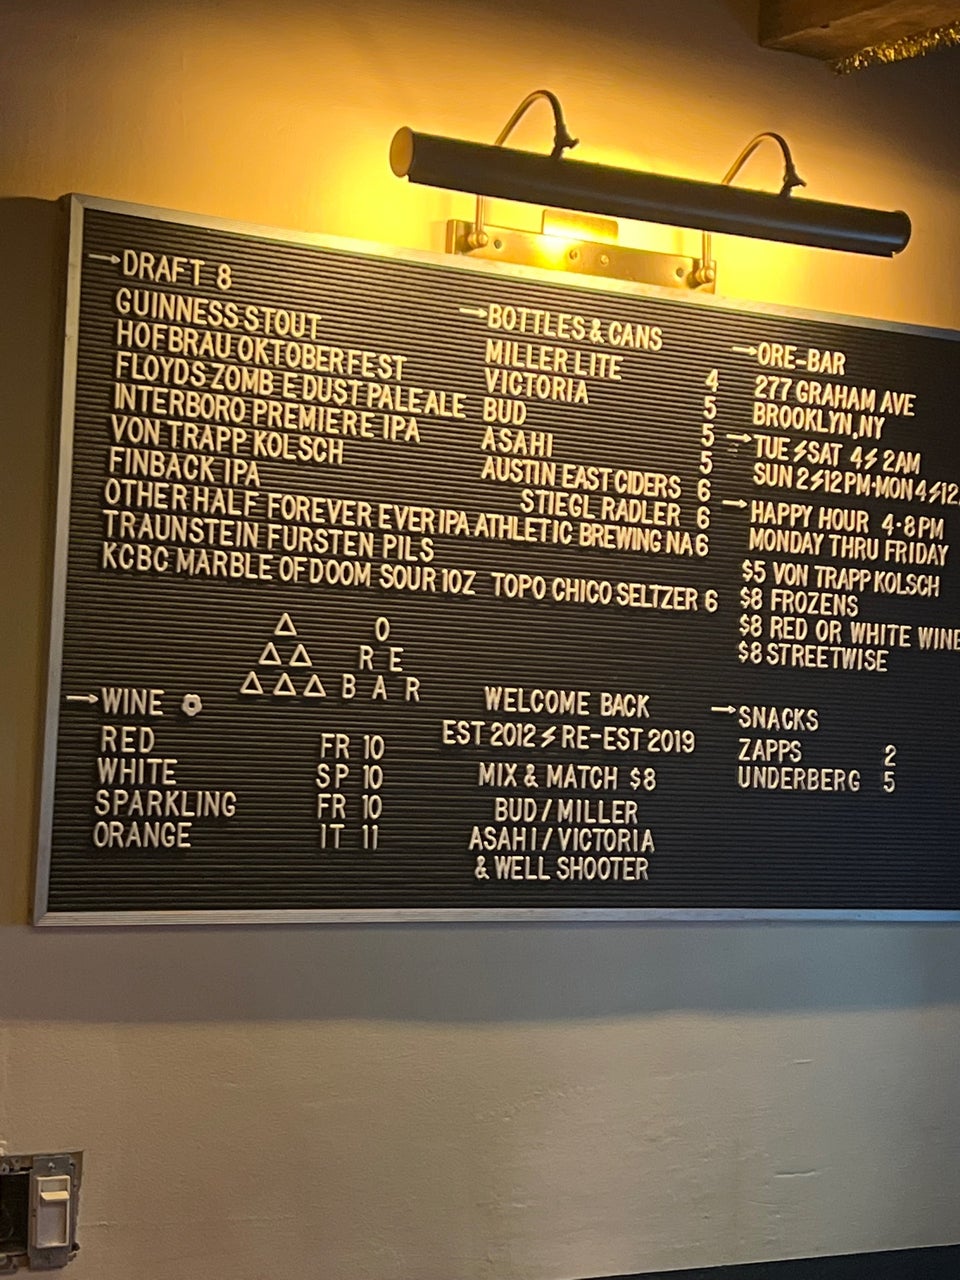 →DRAFT 8
GUINNESS STOUT
HOFBRAU OKTOBERFEST
FLOYDS ZOMB E DUST PALE ALE
INTERBORO PREMIERE IPA
VON TRAPP KOLSCH
FINBACK IPA
OTHER HALF FOREVER EVER IPA
TRAUNSTEIN FURSTEN PILS
KCBC MARBLE OF DOOM SOUR 10Z
△ O
△△ R E
△△△ B A R
→WINE
RED FR 10
WHITE SP 10
SPARKLING FR 10
ORANGE IT 11
→BOTTLES & CANS
MILLER LITE 4
VICTORIA 5
BUD 5
ASAHI 5
AUSTIN EAST CIDERS 6
STIEGL RADLER 6
ATHLETIC BREWING NA 6
TOPO CHICO SELTZER 6
WELCOME BACK
EST 2012 ⚡ RE-EST 2019
MIX & MATCH $8
BUD / MILLER
ASAHI / VICTORIA
& WELL SHOOTER
→ORE-BAR
277 GRAHAM AVE
BROOKLYN, NY
→TUE ⚡ SAT 4 ⚡ 2AM
SUN 2 ⚡ 12PM · MON 4 ⚡ 12
→HAPPY HOUR 4-8 PM
MONDAY THRU FRIDAY
$5 VON TRAPP KOLSCH
$8 FROZENS
$8 RED OR WHITE WINE
$8 STREETWISE
→SNACKS
ZAPPS 2
UNDERBERG 5